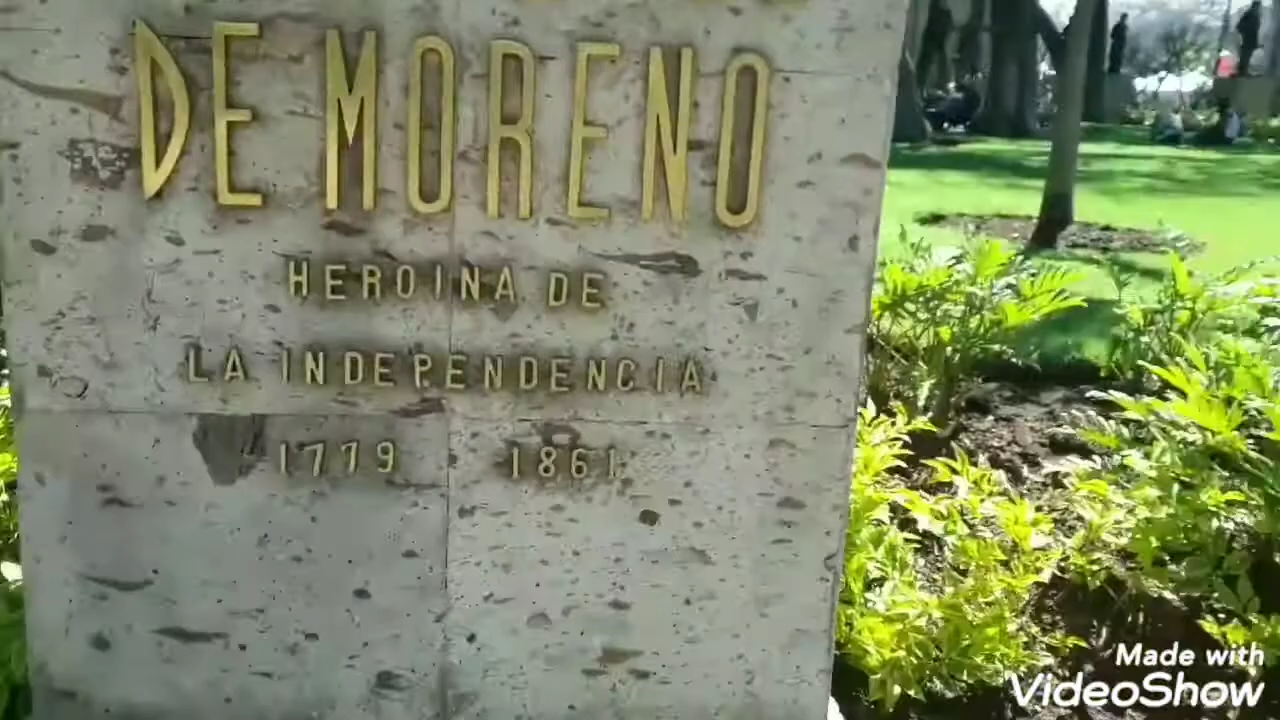 DE MORENO
HEROINA DE
LA INDEPENDENCIA
1779 1861
Made with
VideoShow